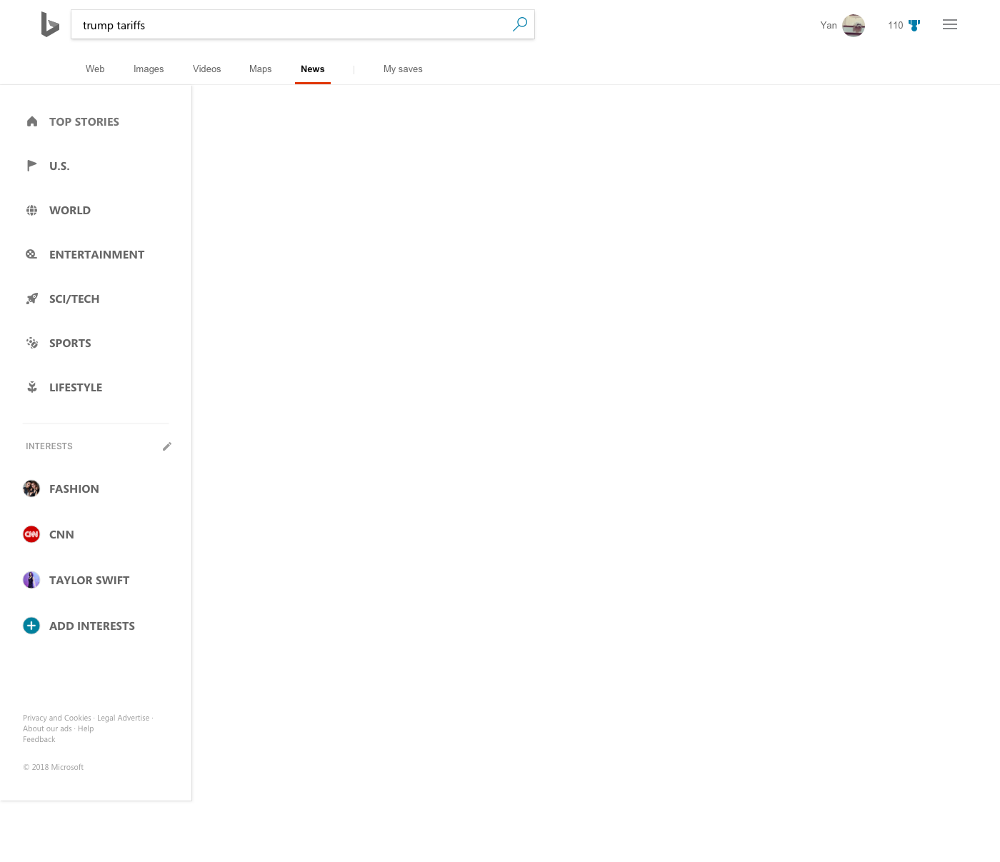 trump tariffs
Yan
110
Web Images Videos Maps News | My saves
TOP STORIES
U.S.
WORLD
ENTERTAINMENT
SCI/TECH
SPORTS
LIFESTYLE
INTERESTS
FASHION
CNN CNN
TAYLOR SWIFT
ADD INTERESTS
Privacy and Cookies · Legal Advertise ·
About our ads · Help
Feedback
© 2018 Microsoft